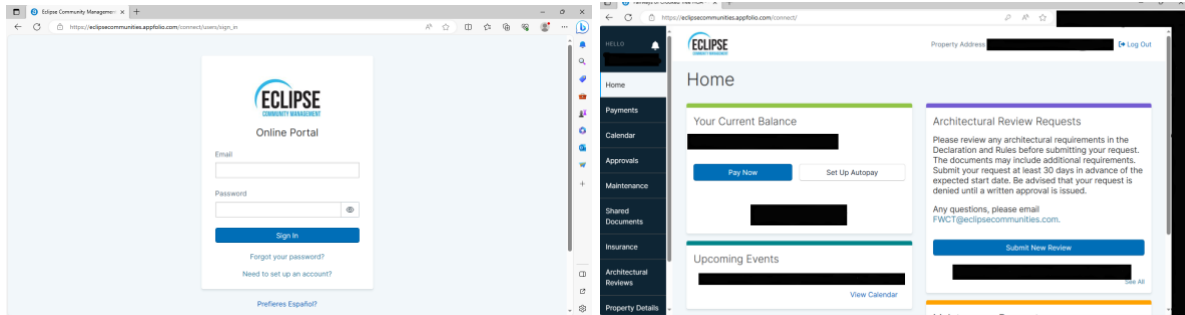 Eclipse Community Managemen
https://eclipsecommunities.appfolio.com/connect/users/sign_in
ECLIPSE
COMMUNITY MANAGEMENT
Online Portal
Email
Password
Sign In
Forgot your password?
Need to set up an account?
Prefieres Español?
https://eclipsecommunities.appfolio.com/connect/
HELLO
Home
Payments
Calendar
Approvals
Maintenance
Shared
Documents
Insurance
Architectural
Reviews
Property Details
ECLIPSE
COMMUNITY MANAGEMENT
Property Address
Log Out
Home
Your Current Balance
Pay Now
Set Up Autopay
Upcoming Events
View Calendar
Architectural Review Requests
Please review any architectural requirements in the
Declaration and Rules before submitting your request.
The documents may include additional requirements.
Submit your request at least 30 days in advance of the
expected start date. Be advised that your request is
denied until a written approval is issued.
Any questions, please email
FWCT@eclipsecommunities.com.
Submit New Review
See All